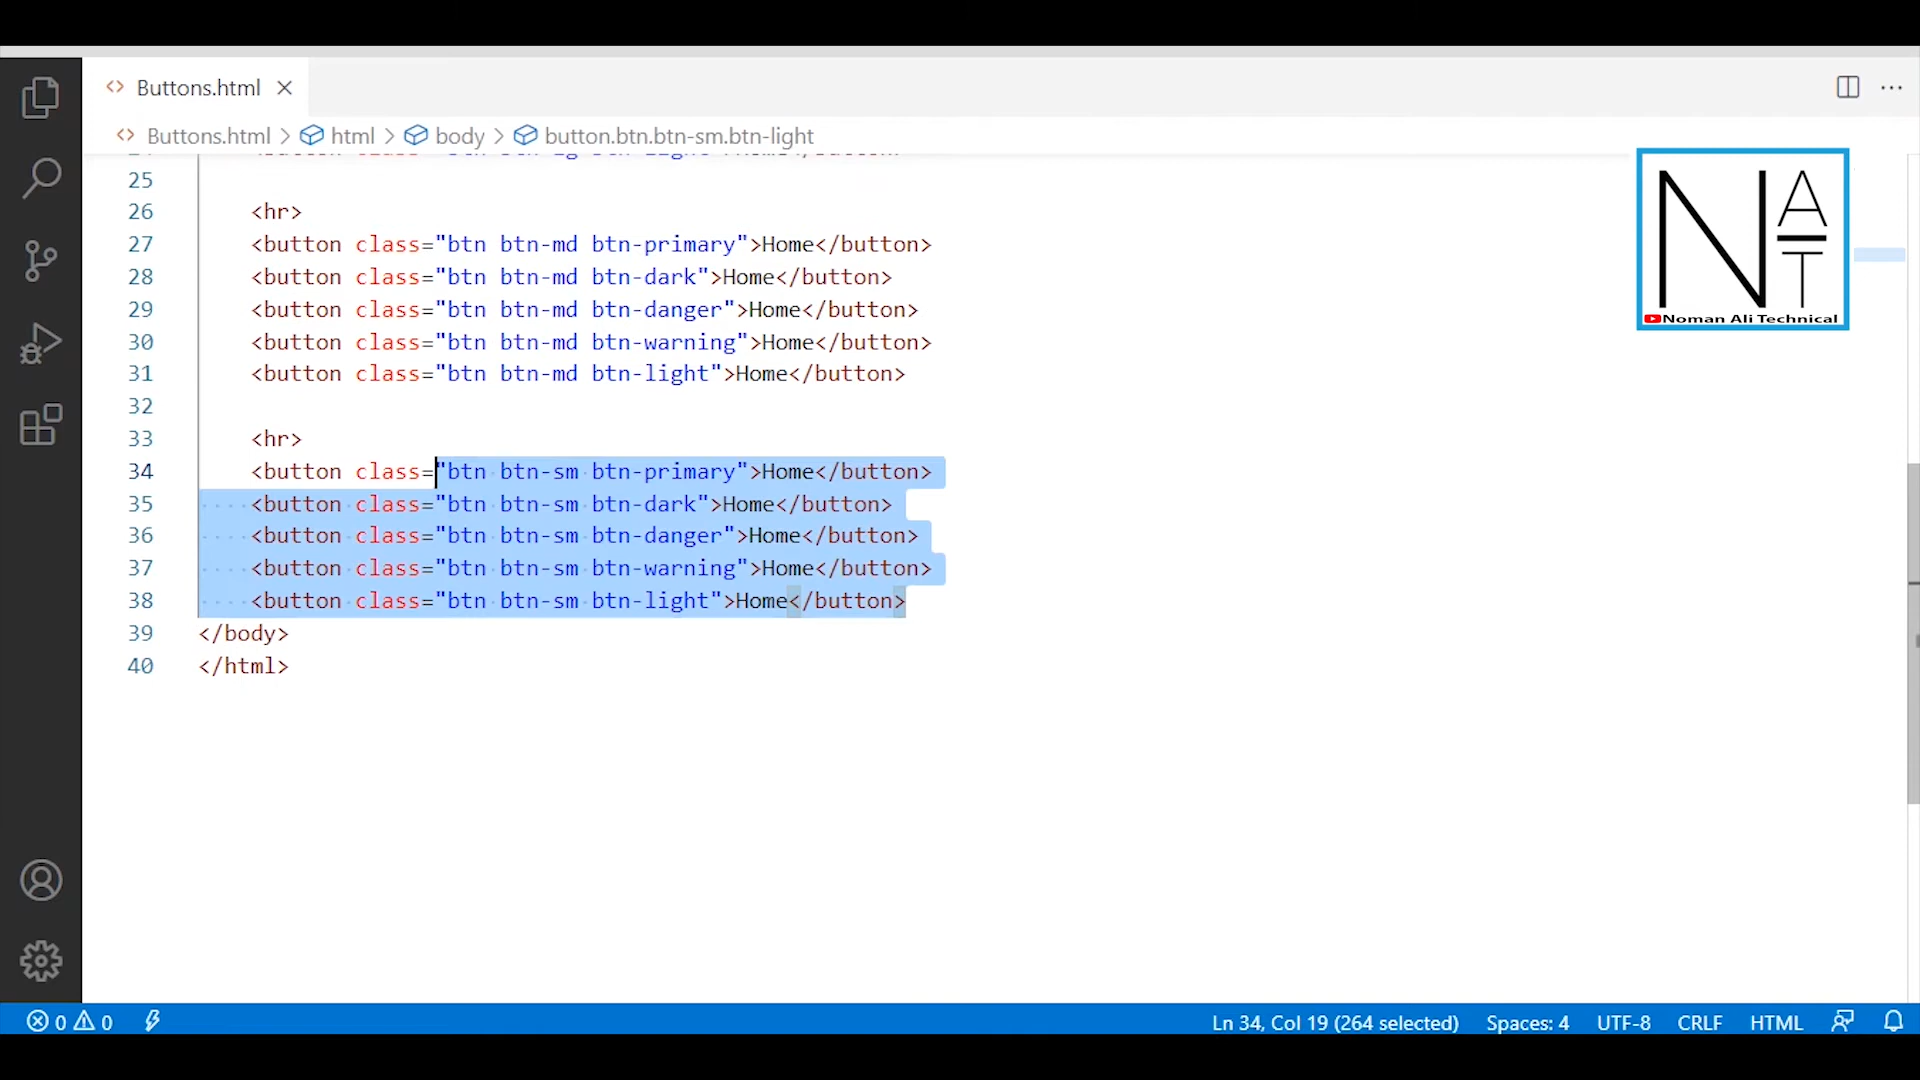 Buttons.html
Buttons.html > html > body > button.btn.btn-sm.btn-light
25
26 <hr>
27 <button class="btn btn-md btn-primary">Home</button>
28 <button class="btn btn-md btn-dark">Home</button>
29 <button class="btn btn-md btn-danger">Home</button>
30 <button class="btn btn-md btn-warning">Home</button>
31 <button class="btn btn-md btn-light">Home</button>
32
33 <hr>
34 <button class="btn btn-sm btn-primary">Home</button>
35 <button class="btn btn-sm btn-dark">Home</button>
36 <button class="btn btn-sm btn-danger">Home</button>
37 <button class="btn btn-sm btn-warning">Home</button>
38 <button class="btn btn-sm btn-light">Home</button>
39 </body>
40 </html>
NAT
Noman Ali Technical
0 0 Ln 34, Col 19 (264 selected) Spaces: 4 UTF-8 CRLF HTML